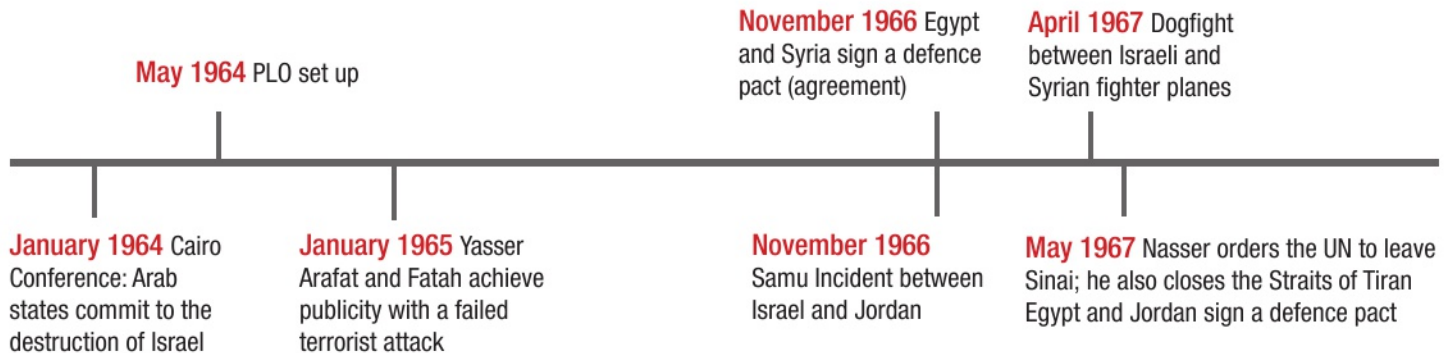 January 1964 Cairo
Conference: Arab
states commit to the
destruction of Israel
May 1964 PLO set up
January 1965 Yasser
Arafat and Fatah achieve
publicity with a failed
terrorist attack
November 1966 Egypt
and Syria sign a defence
pact (agreement)
November 1966
Samu Incident between
Israel and Jordan
April 1967 Dogfight
between Israeli and
Syrian fighter planes
May 1967 Nasser orders the UN to leave
Sinai; he also closes the Straits of Tiran
Egypt and Jordan sign a defence pact